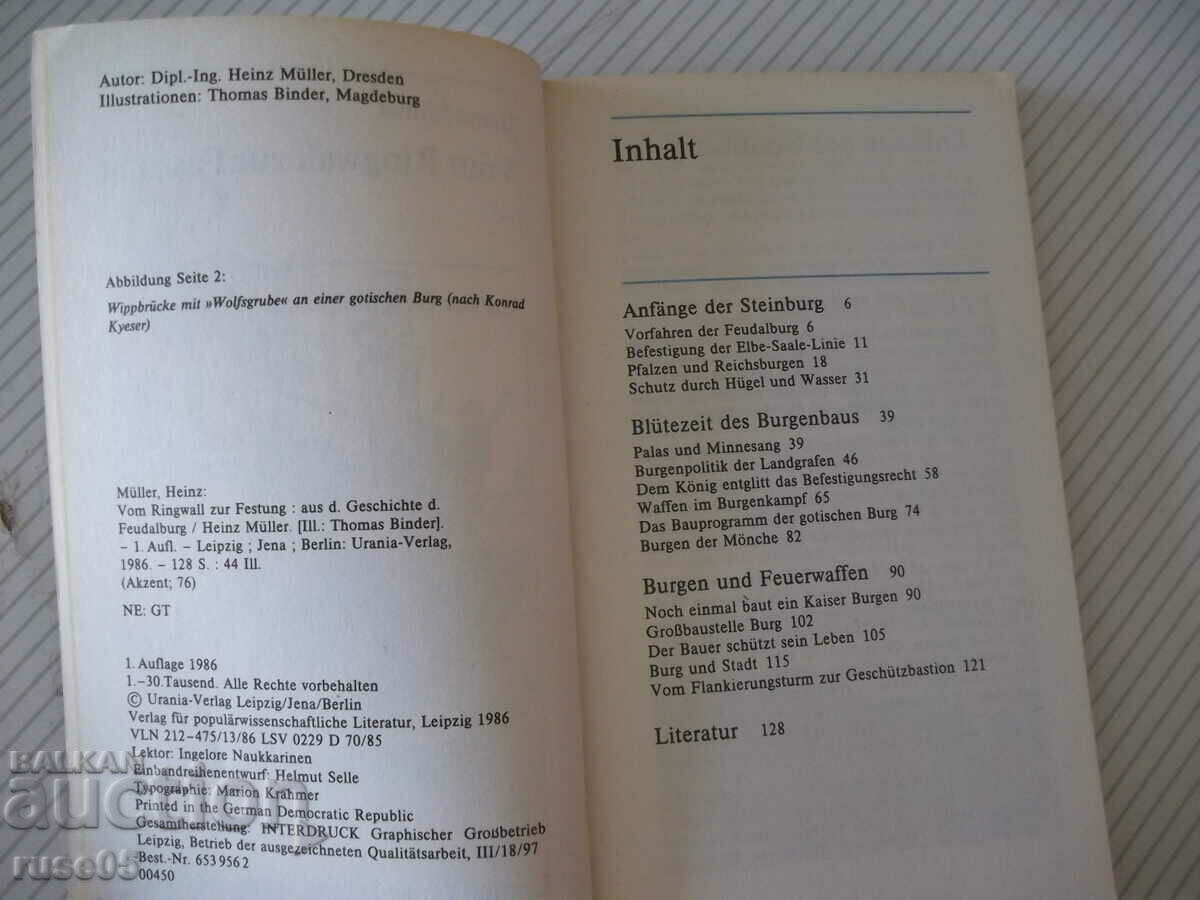 Autor: Dipl.-Ing. Heinz Müller, Dresden
Illustrationen: Thomas Binder, Magdeburg
Abbildung Seite 2:
Wippbrücke mit »Wolfsgrube« an einer gotischen Burg (nach Konrad
Kyeser)
Müller, Heinz:
Vom Ringwall zur Festung : aus d. Geschichte d.
Feudalburg / Heinz Müller. [Ill.: Thomas Binder].
– 1. Aufl. – Leipzig ; Jena ; Berlin: Urania-Verlag,
1986. – 128 S. : 44 Ill.
(Akzent; 76)
NE: GT
1. Auflage 1986
1.–30. Tausend. Alle Rechte vorbehalten
© Urania-Verlag Leipzig/Jena/Berlin
Verlag für populärwissenschaftliche Literatur, Leipzig 1986
VLN 212-475/13/86 LSV 0229 D 70/85
Lektor: Ingelore Naukkarinen
Einbandreihenentwurf: Helmut Selle
Typographie: Marion Krahmer
Printed in the German Democratic Republic
Gesamtherstellung: INTERDRUCK Graphischer Großbetrieb
Leipzig, Betrieb der ausgezeichneten Qualitätsarbeit, III/18/97
Best.-Nr. 653 956 2
00450
Inhalt
Anfänge der Steinburg 6
Vorfahren der Feudalburg 6
Befestigung der Elbe-Saale-Linie 11
Pfalzen und Reichsburgen 18
Schutz durch Hügel und Wasser 31
Blütezeit des Burgenbaus 39
Palas und Minnesang 39
Burgenpolitik der Landgrafen 46
Dem König entglitt das Befestigungsrecht 58
Waffen im Burgenkampf 65
Das Bauprogramm der gotischen Burg 74
Burgen der Mönche 82
Burgen und Feuerwaffen 90
Noch einmal baut ein Kaiser Burgen 90
Großbaustelle Burg 102
Der Bauer schützt sein Leben 105
Burg und Stadt 115
Vom Flankierungsturm zur Geschützbastion 121
Literatur 128
BALKAN
auction
ruse05